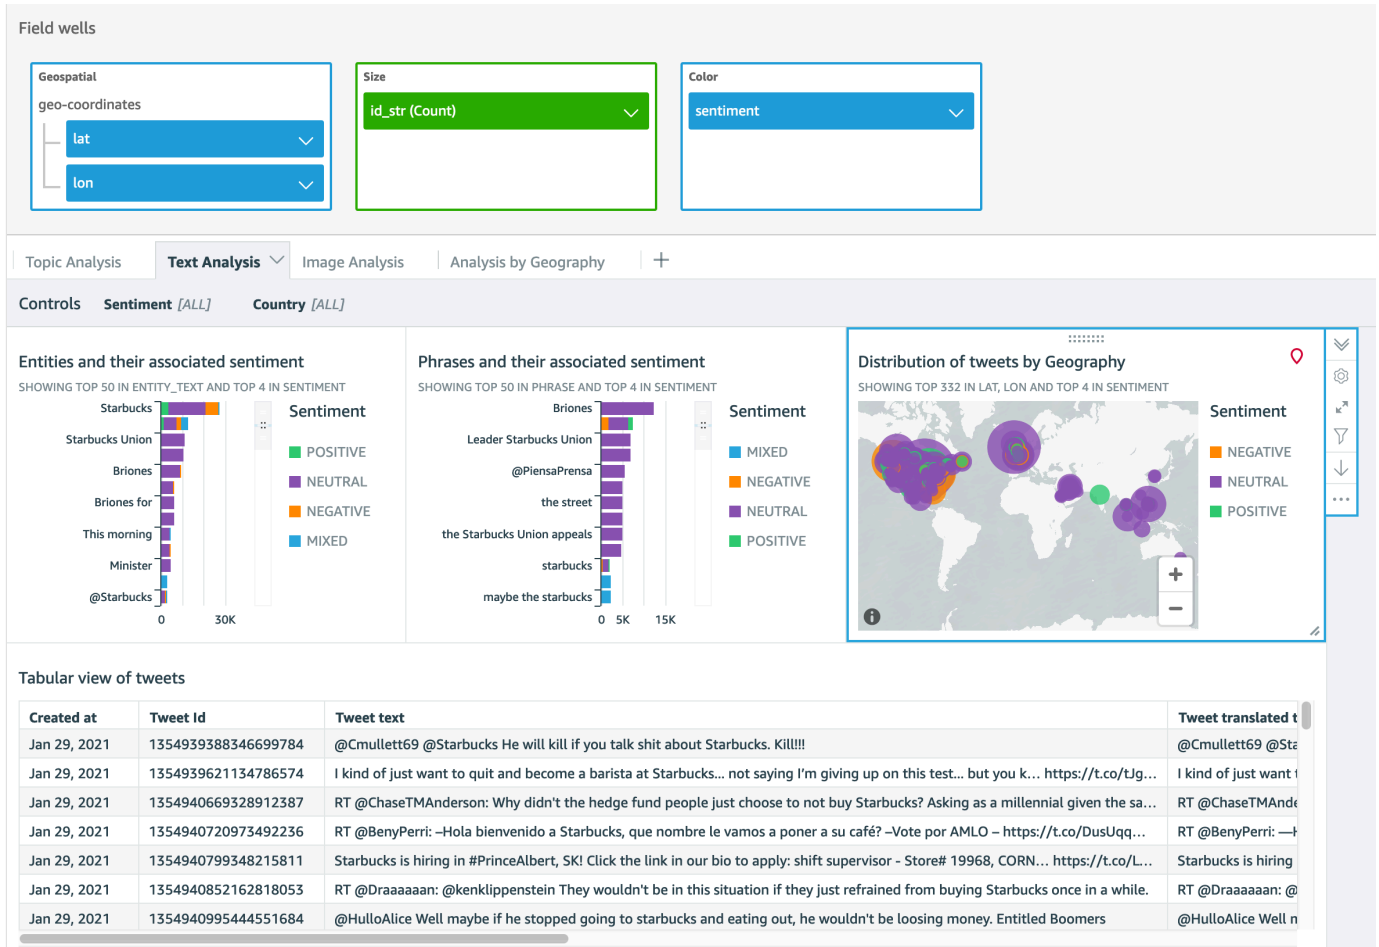 Field wells
Geospatial
geo-coordinates
lat
lon
Size
id_str (Count)
Color
sentiment
Topic Analysis
Text Analysis
Image Analysis
Analysis by Geography
Controls
Sentiment [ALL]
Country [ALL]
Entities and their associated sentiment
SHOWING TOP 50 IN ENTITY_TEXT AND TOP 4 IN SENTIMENT
Starbucks
Starbucks Union
Briones
Briones for
This morning
Minister
@Starbucks
0
30K
Sentiment
POSITIVE
NEUTRAL
NEGATIVE
MIXED
Phrases and their associated sentiment
SHOWING TOP 50 IN PHRASE AND TOP 4 IN SENTIMENT
Briones
Leader Starbucks Union
@PiensaPrensa
the street
the Starbucks Union appeals
starbucks
maybe the starbucks
0
5K
15K
Sentiment
MIXED
NEGATIVE
NEUTRAL
POSITIVE
Distribution of tweets by Geography
SHOWING TOP 332 IN LAT, LON AND TOP 4 IN SENTIMENT
Sentiment
NEGATIVE
NEUTRAL
POSITIVE
Tabular view of tweets
Created at Tweet Id Tweet text Tweet translated t
Jan 29, 2021 1354939388346699784 @Cmullett69 @Starbucks He will kill if you talk shit about Starbucks. Kill!!! @Cmullett69 @Sta
Jan 29, 2021 1354939621134786574 I kind of just want to quit and become a barista at Starbucks... not saying I'm giving up on this test... but you k... https://t.co/tJg... I kind of just want t
Jan 29, 2021 1354940669328912387 RT @ChaseTMAnderson: Why didn't the hedge fund people just choose to not buy Starbucks? Asking as a millennial given the sa... RT @ChaseTMAnde
Jan 29, 2021 1354940720973492236 RT @BenyPerri: –Hola bienvenido a Starbucks, que nombre le vamos a poner a su café? –Vote por AMLO – https://t.co/DusUqq... RT @BenyPerri: —H
Jan 29, 2021 1354940799348215811 Starbucks is hiring in #PrinceAlbert, SK! Click the link in our bio to apply: shift supervisor - Store# 19968, CORN... https://t.co/L... Starbucks is hiring
Jan 29, 2021 1354940852162818053 RT @Draaaaaan: @kenklippenstein They wouldn't be in this situation if they just refrained from buying Starbucks once in a while. RT @Draaaaaan: @
Jan 29, 2021 1354940995444551684 @HulloAlice Well maybe if he stopped going to starbucks and eating out, he wouldn't be loosing money. Entitled Boomers @HulloAlice Well n